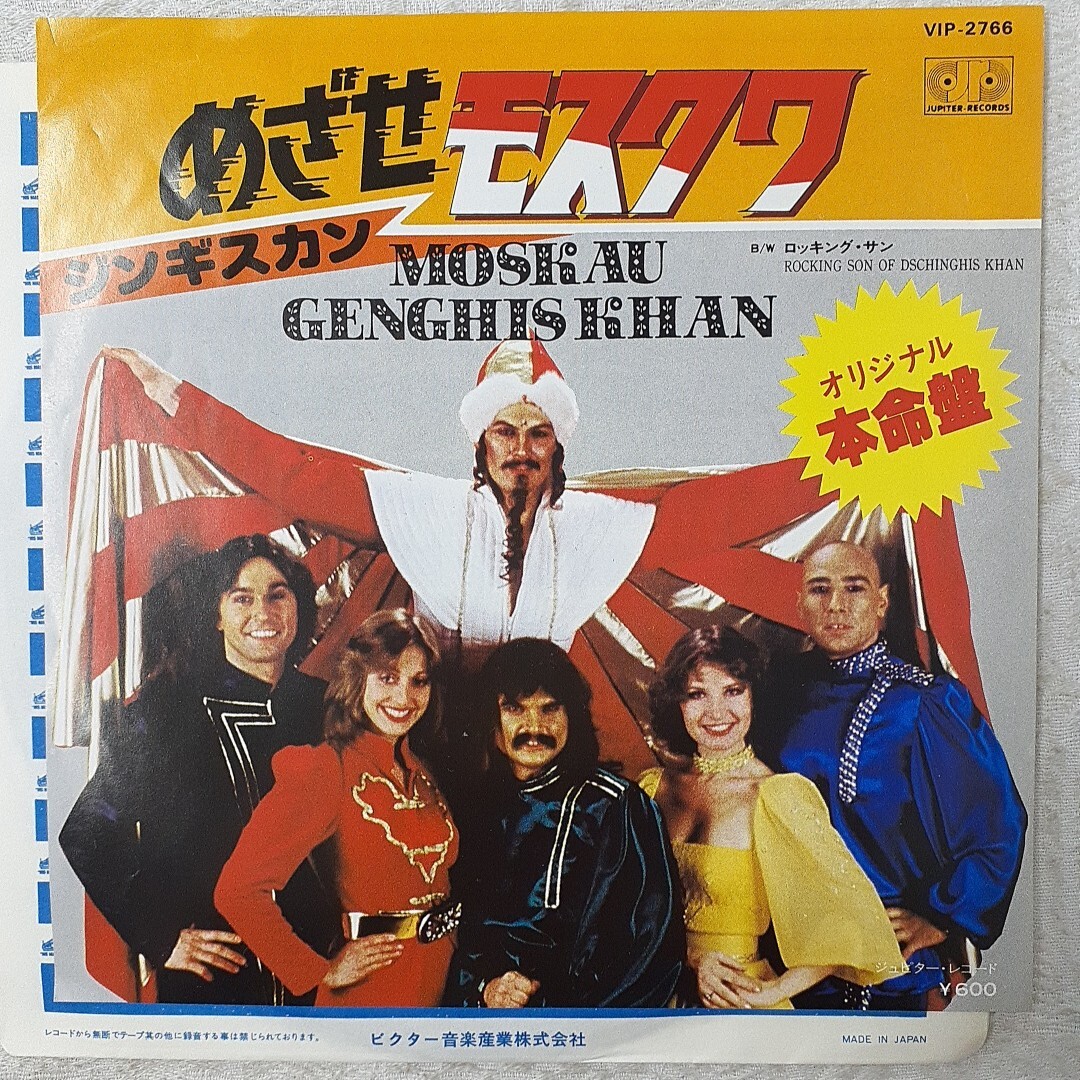 VIP-2766
JUPITER-RECORDS
めざせモスクワ
ジンギスカン
MOSKAU
GENGHIS KHAN
B/W ロッキング・サン
ROCKING SON OF DSCHINGHIS KHAN
オリジナル
本命盤
ジュピター・レコード
¥600
レコードから無断でテープ其の他に録音する事は禁じられております。
ビクター音楽産業株式会社
MADE IN JAPAN